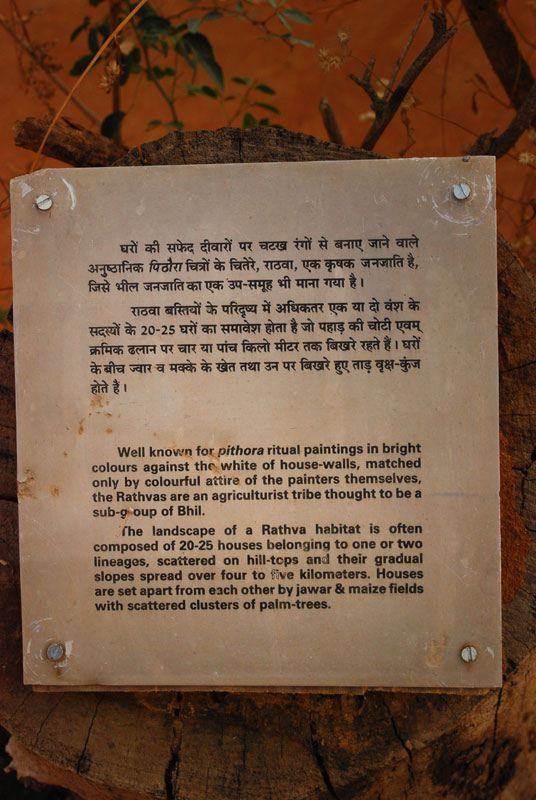 घरों की सफेद दीवारों पर चटख रंगों से बनाए जाने वाले
अनुष्ठानिक पिठौरा चित्रों के चितेरे, राठवा, एक कृषक जनजाति है,
जिसे भील जनजाति का एक उप-समूह भी माना गया है।
राठवा बस्तियों के परिदृष्य में अधिकतर एक या दो वंश के
सदस्यों के 20-25 घरों का समावेश होता है जो पहाड़ की चोटी एवम्
क्रमिक ढलान पर चार या पांच किलो मीटर तक बिखरे रहते हैं। घरों
के बीच ज्वार व मक्के के खेत तथा उन पर बिखरे हुए ताड़ वृक्ष-कुंज
होते हैं।
Well known for pithora ritual paintings in bright
colours against the white of house-walls, matched
only by colourful attire of the painters themselves,
the Rathvas are an agriculturist tribe thought to be a
sub-group of Bhil.
The landscape of a Rathva habitat is often
composed of 20-25 houses belonging to one or two
lineages, scattered on hill-tops and their gradual
slopes spread over four to five kilometers. Houses
are set apart from each other by jawar & maize fields
with scattered clusters of palm-trees.